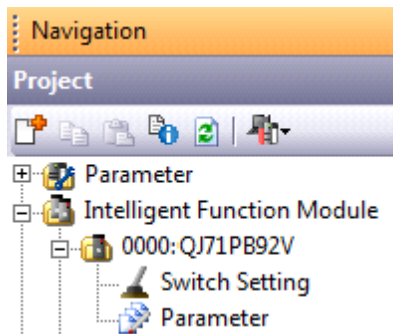 Navigation
Project
Parameter
Intelligent Function Module
0000:QJ71PB92V
Switch Setting
Parameter